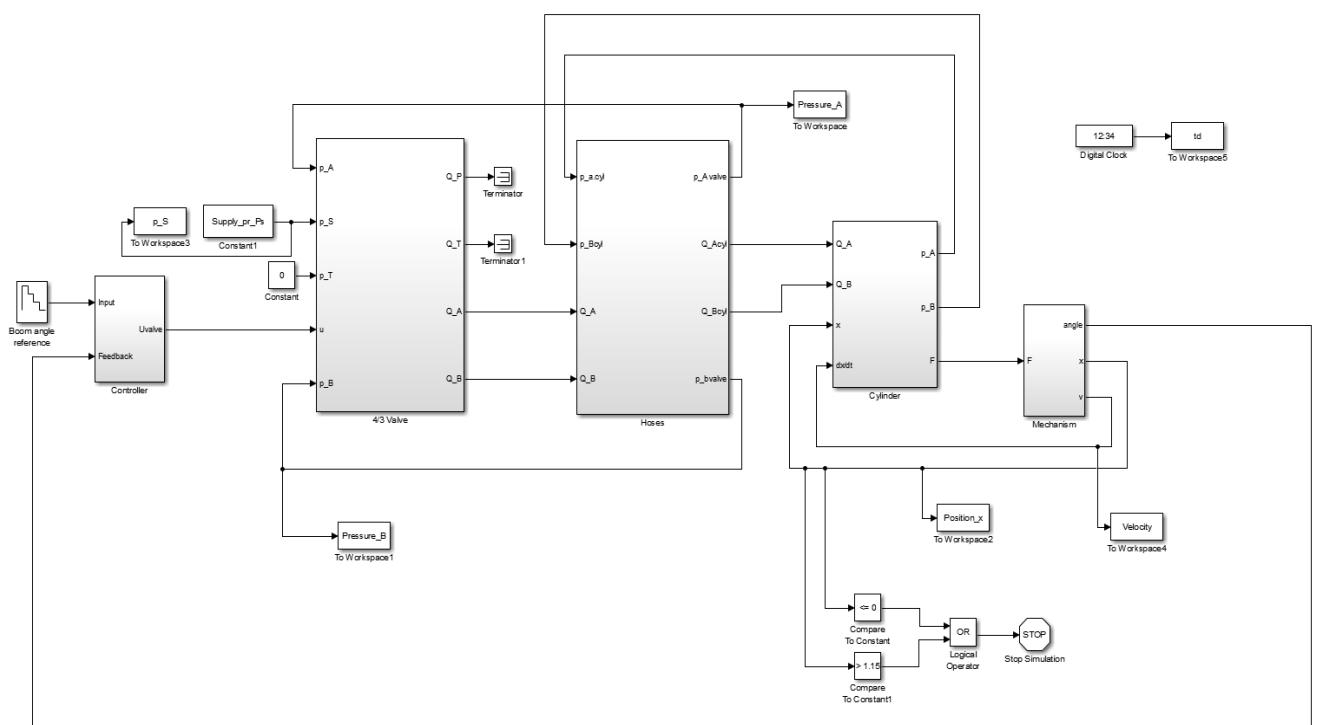 Pressure_A
To Workspace
12:34
Digital Clock
td
To Workspace5
p_A
p_S
p_T
u
p_B
Q_P
Q_T
Q_A
Q_B
4/3 Valve
Terminator
Terminator1
p_S
To Workspace3
Supply_pr_Ps
Constant1
0
Constant
Boom angle
reference
Input
Feedback
Uvalve
Controller
p_a.cyl
p_Bcyl
Q_A
Q_B
p_Avalve
Q_Acyl
Q_Bcyl
p_bvalve
Hoses
Q_A
Q_B
x
dx/dt
p_A
p_B
F
Cylinder
F
angle
x
v
Mechanism
Pressure_B
To Workspace1
Position_x
To Workspace2
Velocity
To Workspace4
<= 0
Compare
To Constant
> 1.15
Compare
To Constant1
OR
Logical
Operator
STOP
Stop Simulation